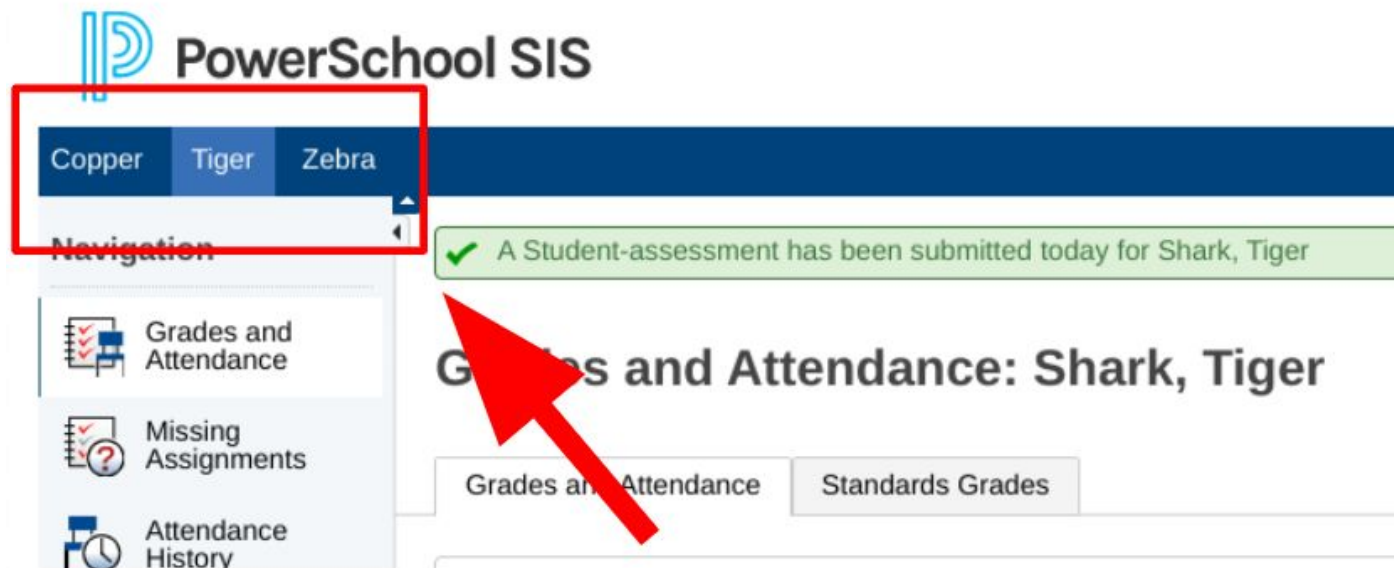 PowerSchool SIS
Copper Tiger Zebra
Navigation
A Student-assessment has been submitted today for Shark, Tiger
Grades and
Attendance
Grades and Attendance: Shark, Tiger
Missing
Assignments
Grades and Attendance Standards Grades
Attendance
History